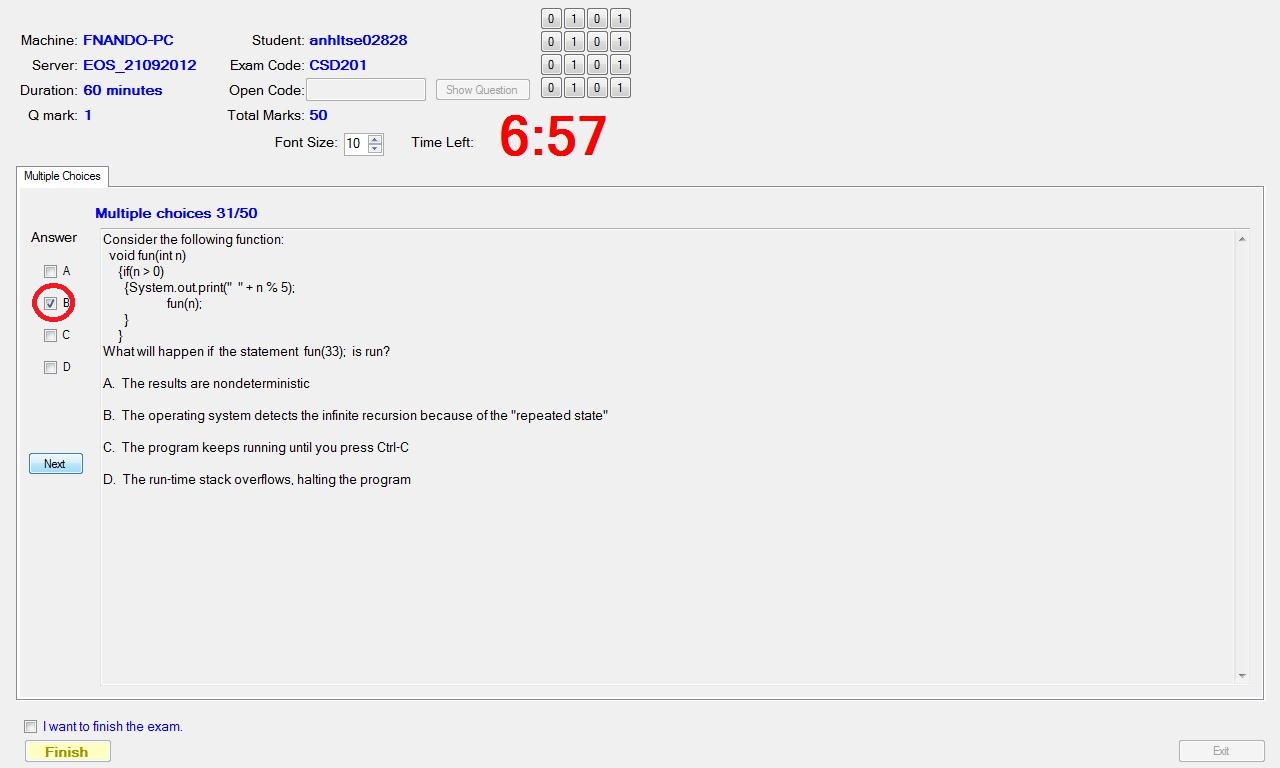 Machine: FNANDO-PC Student: anhltse02828
Server: EOS_21092012 Exam Code: CSD201
Duration: 60 minutes Open Code: Show Question
Q mark: 1 Total Marks: 50
0 1 0 1
0 1 0 1
0 1 0 1
0 1 0 1
Font Size: 10 Time Left: 6:57
Multiple Choices
Multiple choices 31/50
Answer
A
B
C
D
Next
Consider the following function:
void fun(int n)
{if(n > 0)
{System.out.print(" " + n % 5);
fun(n);
}
}
What will happen if the statement fun(33); is run?
A. The results are nondeterministic
B. The operating system detects the infinite recursion because of the "repeated state"
C. The program keeps running until you press Ctrl-C
D. The run-time stack overflows, halting the program
I want to finish the exam.
Finish
Exit